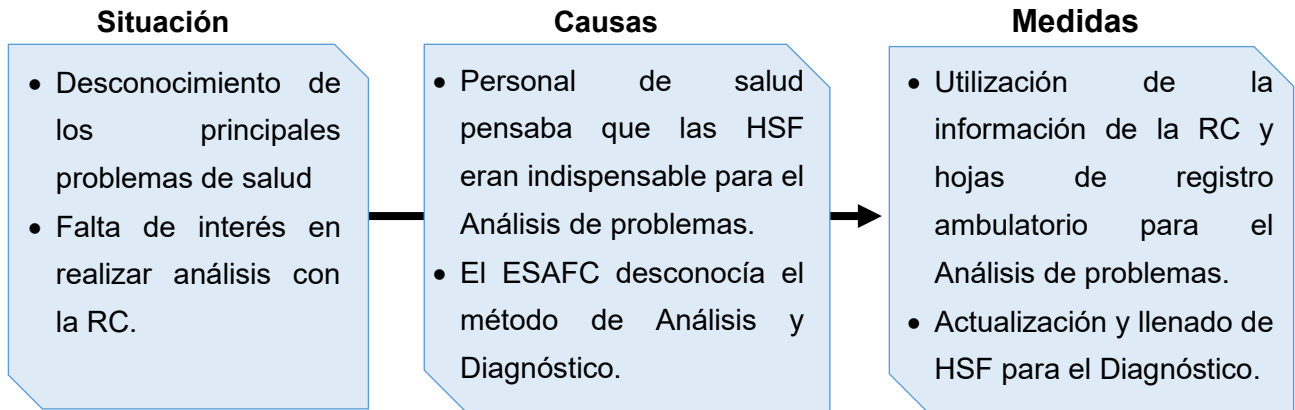 Situación
• Desconocimiento de
los principales
problemas de salud
• Falta de interés en
realizar análisis con
la RC.
Causas
• Personal de salud
pensaba que las HSF
eran indispensable para el
Análisis de problemas.
• El ESAFC desconocía el
método de Análisis y
Diagnóstico.
Medidas
• Utilización de la
información de la RC y
hojas de registro
ambulatorio para el
Análisis de problemas.
• Actualización y llenado de
HSF para el Diagnóstico.